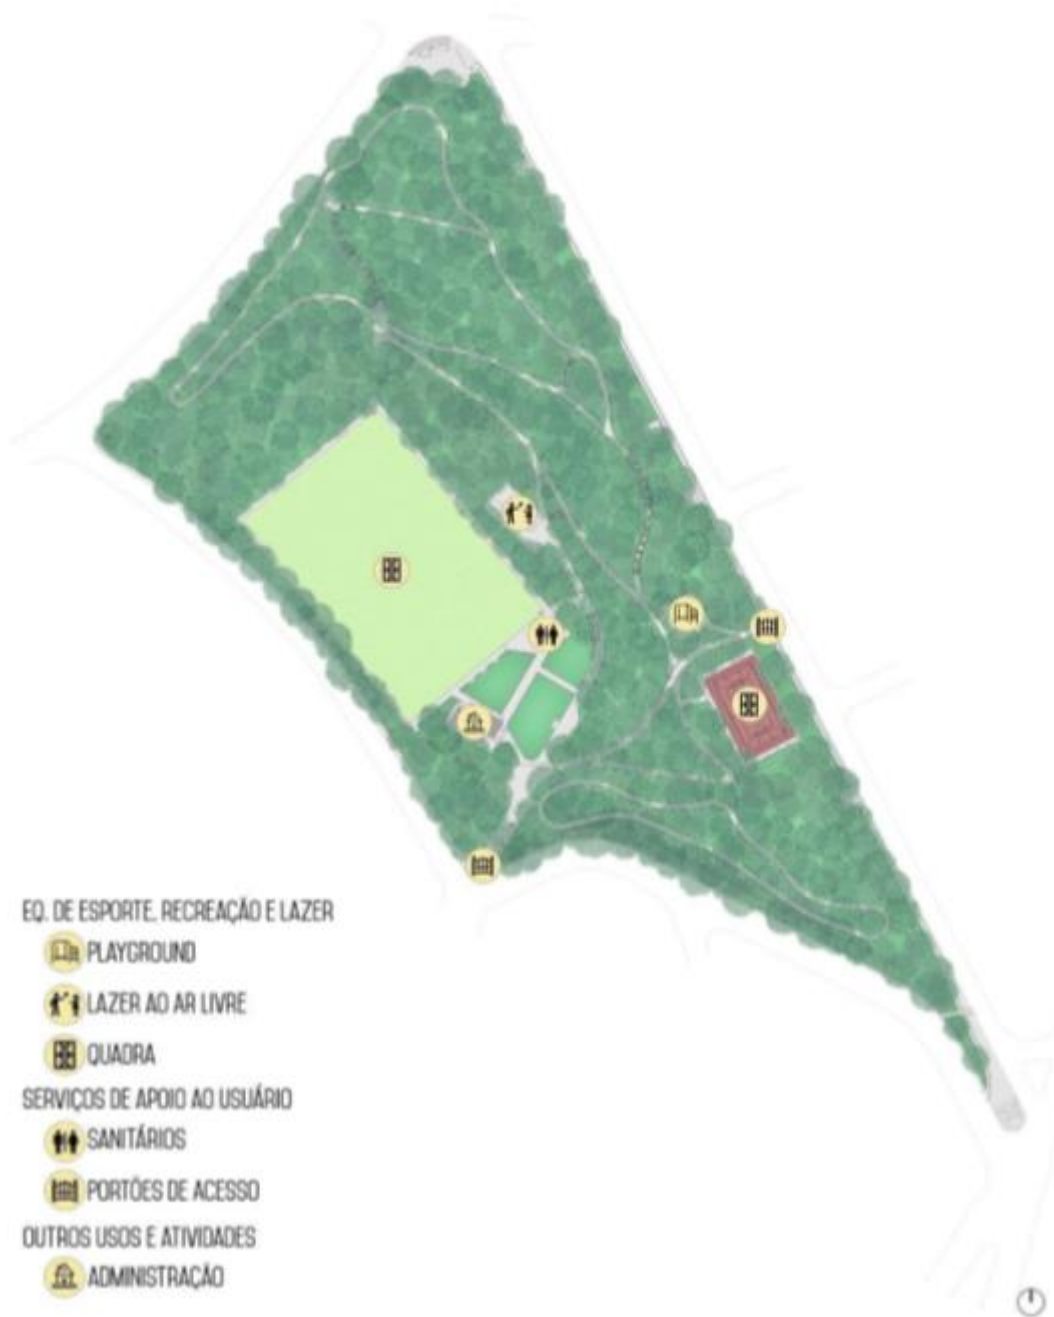 EQ. DE ESPORTE, RECREAÇÃO E LAZER
PLAYGROUND
LAZER AO AR LIVRE
QUADRA
SERVIÇOS DE APOIO AO USUÁRIO
SANITÁRIOS
PORTÕES DE ACESSO
OUTROS USOS E ATIVIDADES
ADMINISTRAÇÃO